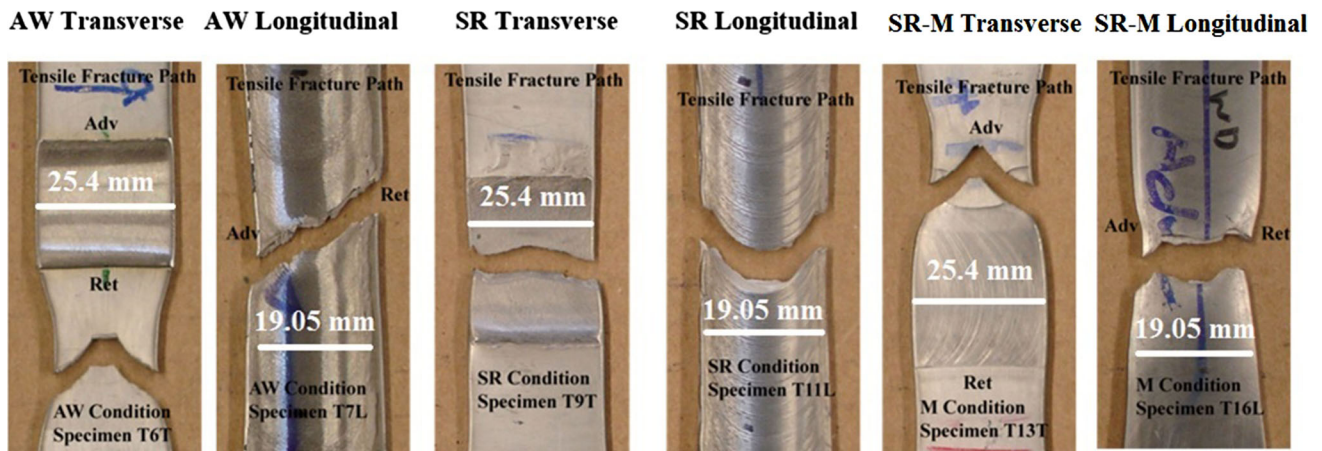 AW Transverse
AW Longitudinal
SR Transverse
SR Longitudinal
SR-M Transverse
SR-M Longitudinal
Tensile Fracture Path
Adv
25.4 mm
Ret
AW Condition
Specimen T6T
Tensile Fracture Path
Ret
Adv
19.05 mm
AW Condition
Specimen T7L
Tensile Fracture Path
25.4 mm
SR Condition
Specimen T9T
Tensile Fracture Path
19.05 mm
SR Condition
Specimen T11L
Tensile Fracture Path
Adv
25.4 mm
Ret
M Condition
Specimen T13T
Tensile Fracture Path
Adv
Adv
Ret
19.05 mm
M Condition
Specimen T16L